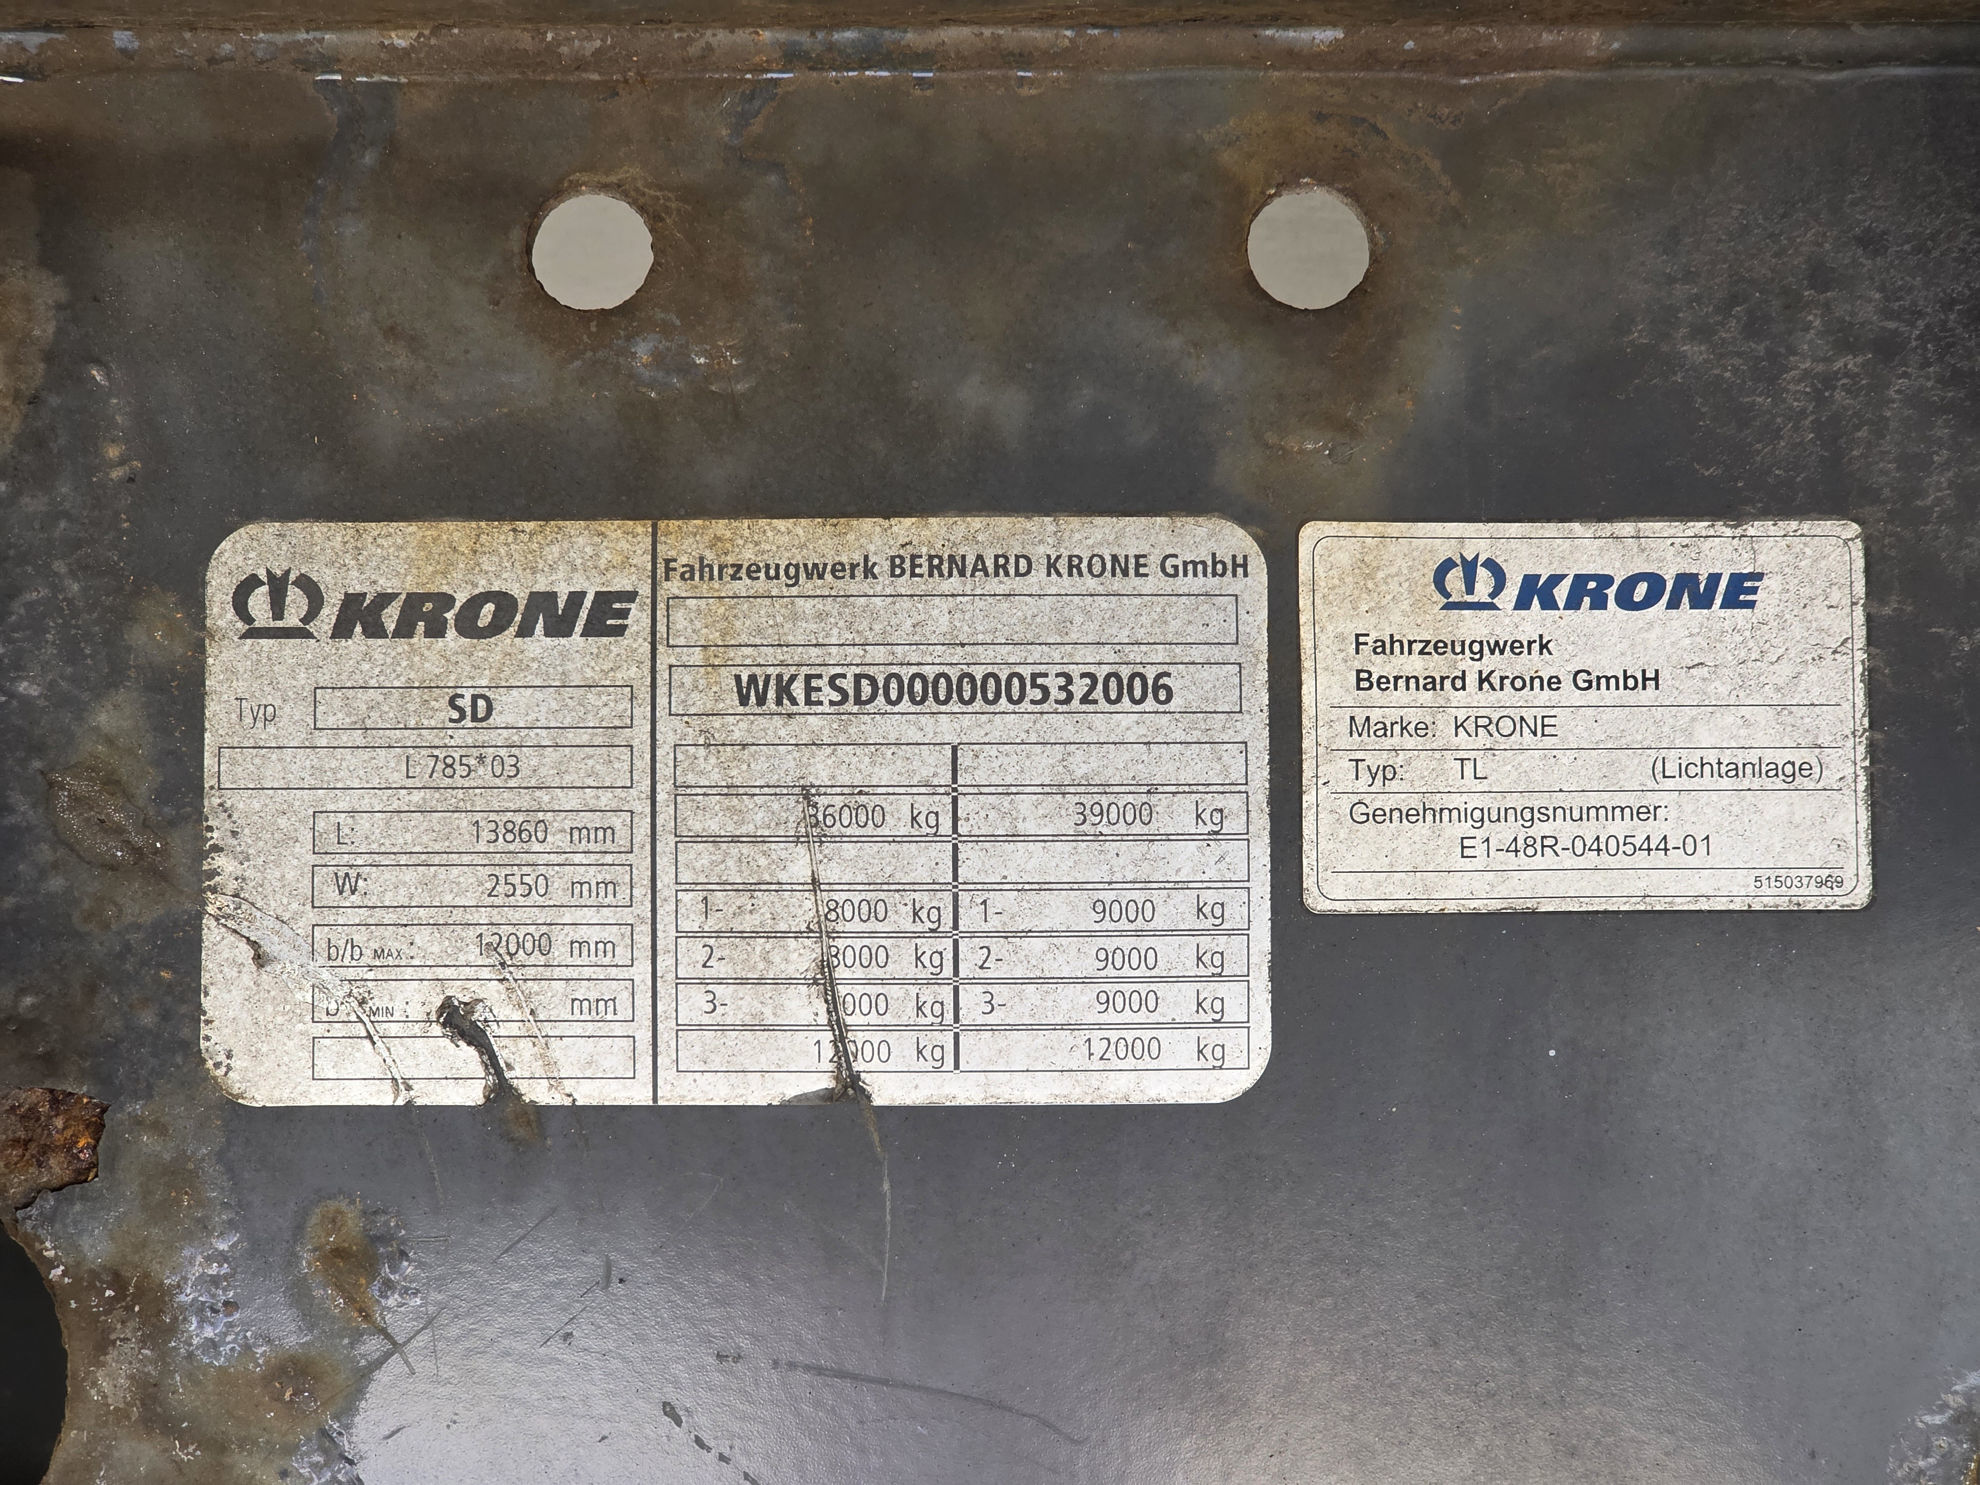 KRONE
Fahrzeugwerk BERNARD KRONE GmbH
WKESD000000532006
Typ SD
L 785*03
L: 13860 mm
W: 2550 mm
b/b MAX: 12000 mm
MIN: mm
36000 kg 39000 kg
1- 8000 kg 1- 9000 kg
2- 8000 kg 2- 9000 kg
3- kg 3- 9000 kg
12000 kg 12000 kg
KRONE
Fahrzeugwerk
Bernard Krone GmbH
Marke: KRONE
Typ: TL (Lichtanlage)
Genehmigungsnummer:
E1-48R-040544-01
515037969